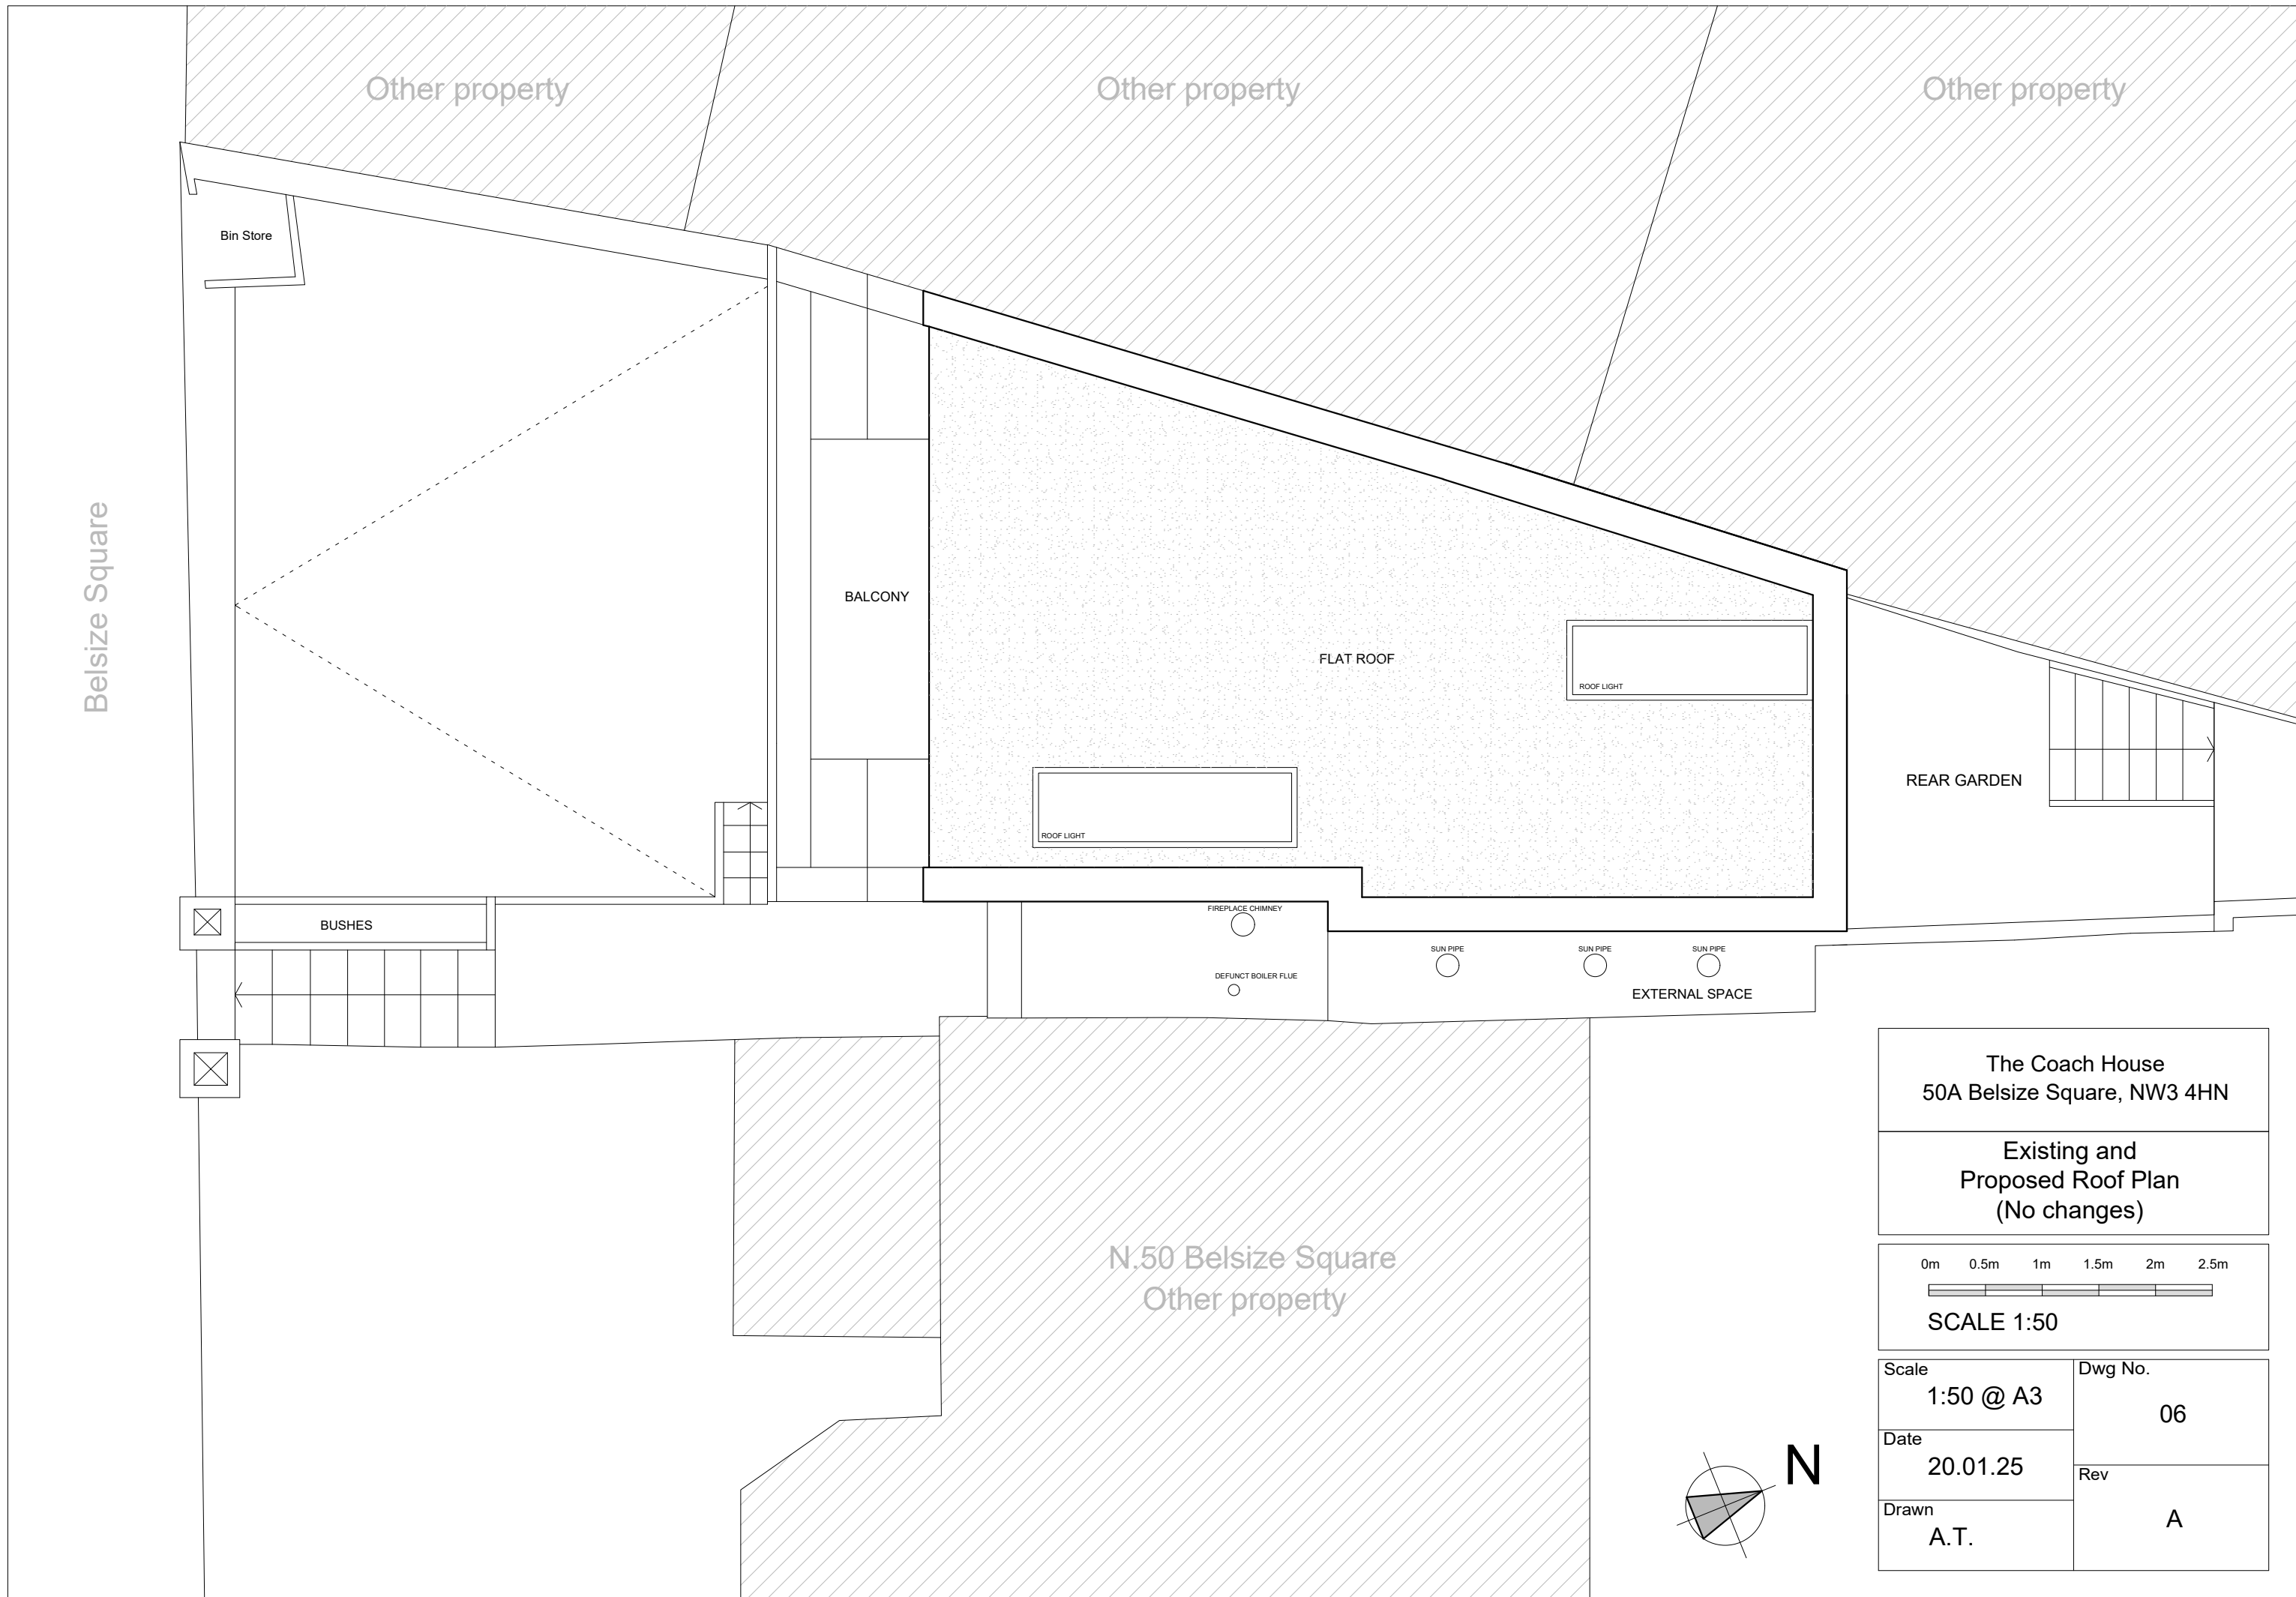 Other property
Other property
Other property
Bin Store
Belsize Square
BALCONY
FLAT ROOF
ROOF LIGHT
ROOF LIGHT
REAR GARDEN
BUSHES
FIREPLACE CHIMNEY
DEFUNCT BOILER FLUE
SUN PIPE
SUN PIPE
SUN PIPE
EXTERNAL SPACE
N.50 Belsize Square
Other property
N
The Coach House
50A Belsize Square, NW3 4HN
Existing and
Proposed Roof Plan
(No changes)
0m 0.5m 1m 1.5m 2m 2.5m
SCALE 1:50
Scale
1:50 @ A3
Dwg No.
06
Date
20.01.25
Rev
A
Drawn
A.T.